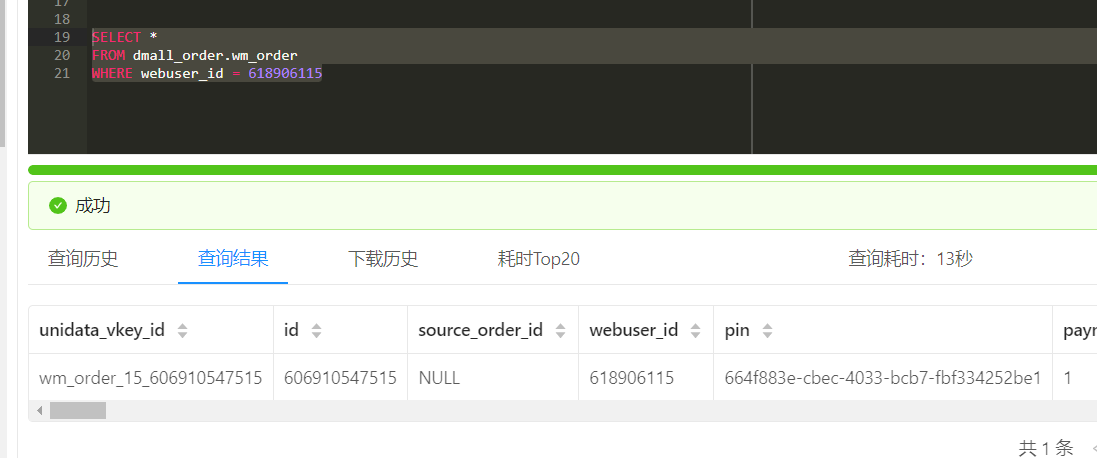 17
18
19 SELECT *
20 FROM dmall_order.wm_order
21 WHERE webuser_id = 618906115
成功
查询历史 查询结果 下载历史 耗时Top20 查询耗时：13秒
unidata_vkey_id id source_order_id webuser_id pin payn
wm_order_15_606910547515 606910547515 NULL 618906115 664f883e-cbec-4033-bcb7-fbf334252be1 1
共 1 条